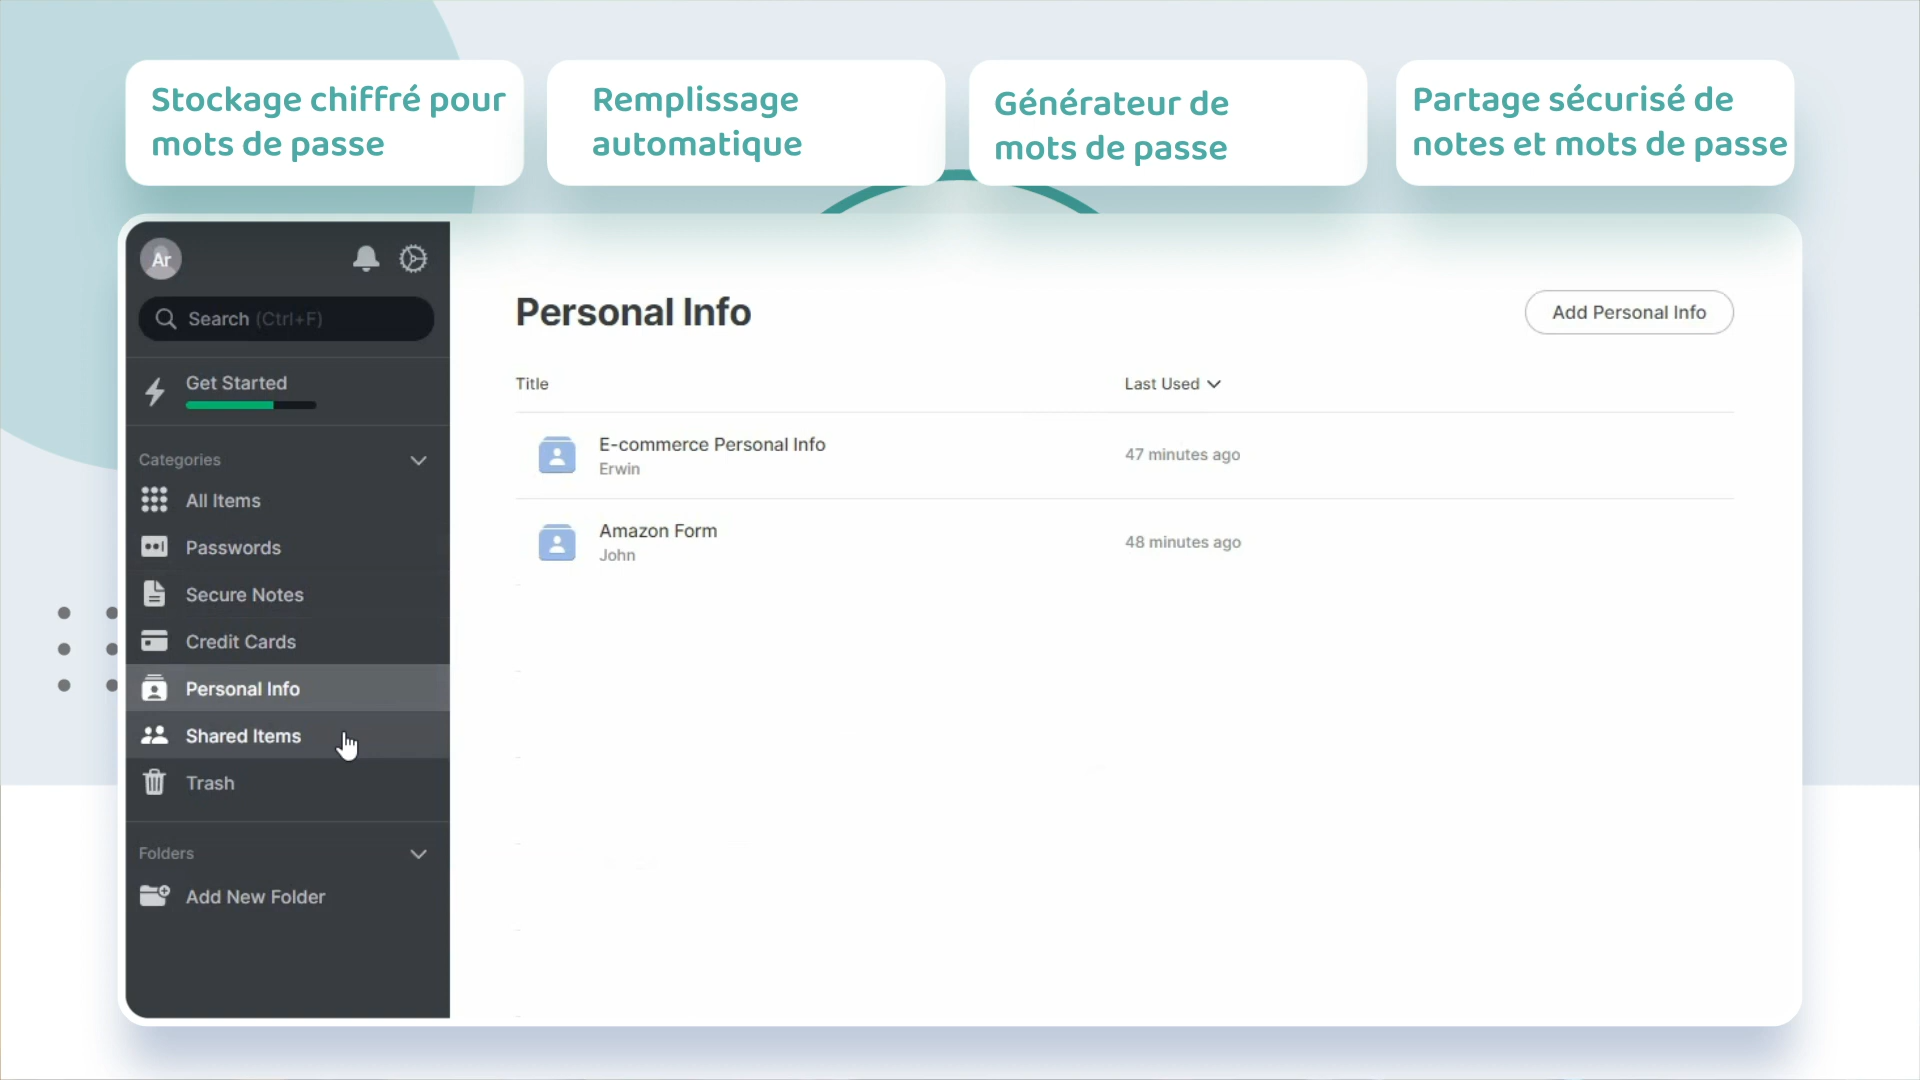 Stockage chiffré pour
mots de passe
Remplissage
automatique
Générateur de
mots de passe
Partage sécurisé de
notes et mots de passe
Ar
Search (Ctrl+F)
Get Started
Categories
All Items
Passwords
Secure Notes
Credit Cards
Personal Info
Shared Items
Trash
Folders
Add New Folder
Personal Info
Add Personal Info
Title
Last Used
E-commerce Personal Info
Erwin
47 minutes ago
Amazon Form
John
48 minutes ago